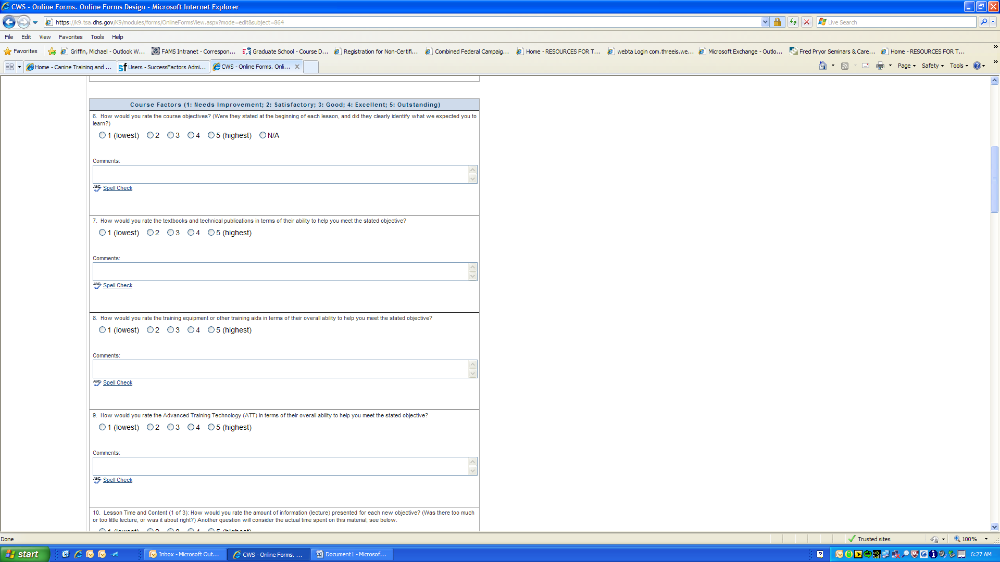 CWS - Online Forms. Online Forms Design - Microsoft Internet Explorer
https://k9.tsa.dhs.gov/K9/modules/forms/OnlineFormsView.aspx?mode=edit&subject=864
Live Search
File Edit View Favorites Tools Help
Favorites Griffin, Michael - Outlook W... FAMS Intranet - Correspon... Graduate School - Course D... Registration for Non-Certifi... Combined Federal Campaig... Home - RESOURCES FOR T... webta Login com.threeis.we... Microsoft Exchange - Outlo... Fred Pryor Seminars & Care... Home - RESOURCES FOR T...
Home - Canine Training and ... Users - SuccessFactors Admi... CWS - Online Forms. Onli... Page Safety Tools
Course Factors (1: Needs Improvement; 2: Satisfactory; 3: Good; 4: Excellent; 5: Outstanding)
6. How would you rate the course objectives? (Were they stated at the beginning of each lesson, and did they clearly identify what we expected you to
learn?)
1 (lowest) 2 3 4 5 (highest) N/A
Comments:
ABC Spell Check
7. How would you rate the textbooks and technical publications in terms of their ability to help you meet the stated objective?
1 (lowest) 2 3 4 5 (highest)
Comments:
ABC Spell Check
8. How would you rate the training equipment or other training aids in terms of their overall ability to help you meet the stated objective?
1 (lowest) 2 3 4 5 (highest)
Comments:
ABC Spell Check
9. How would you rate the Advanced Training Technology (ATT) in terms of their overall ability to help you meet the stated objective?
1 (lowest) 2 3 4 5 (highest)
Comments:
ABC Spell Check
10. Lesson Time and Content (1 of 3): How would you rate the amount of information (lecture) presented for each new objective? (Was there too much
or too little lecture, or was it about right?) Another question will consider the actual time spent on this material; see below.
1 (lowest) 2 3 4 5 (highest)
Done Trusted sites 100%
start Inbox - Microsoft Out... CWS - Online Forms. ... Document1 - Microsof... 6:27 AM